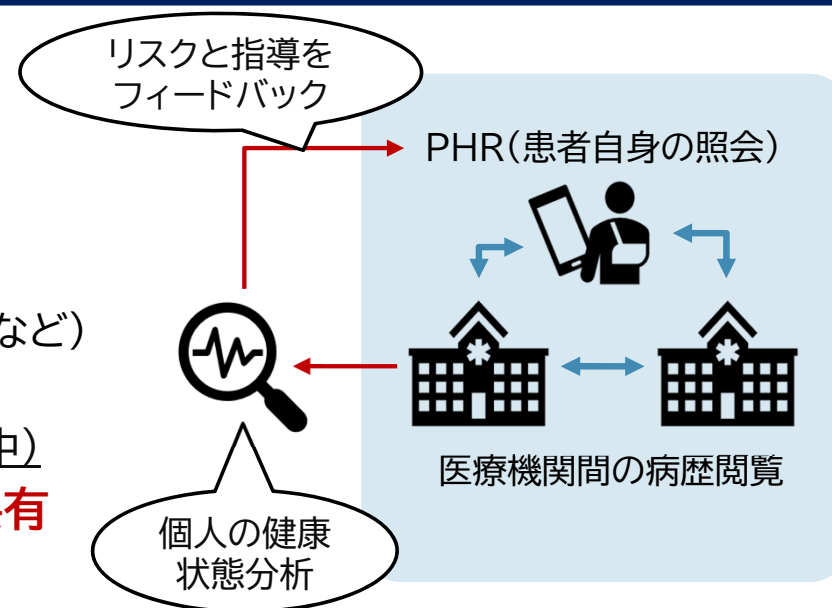 リスクと指導を
フィードバック
PHR(患者自身の照会)
など)
中)
有
医療機関間の病歴閲覧
個人の健康
状態分析